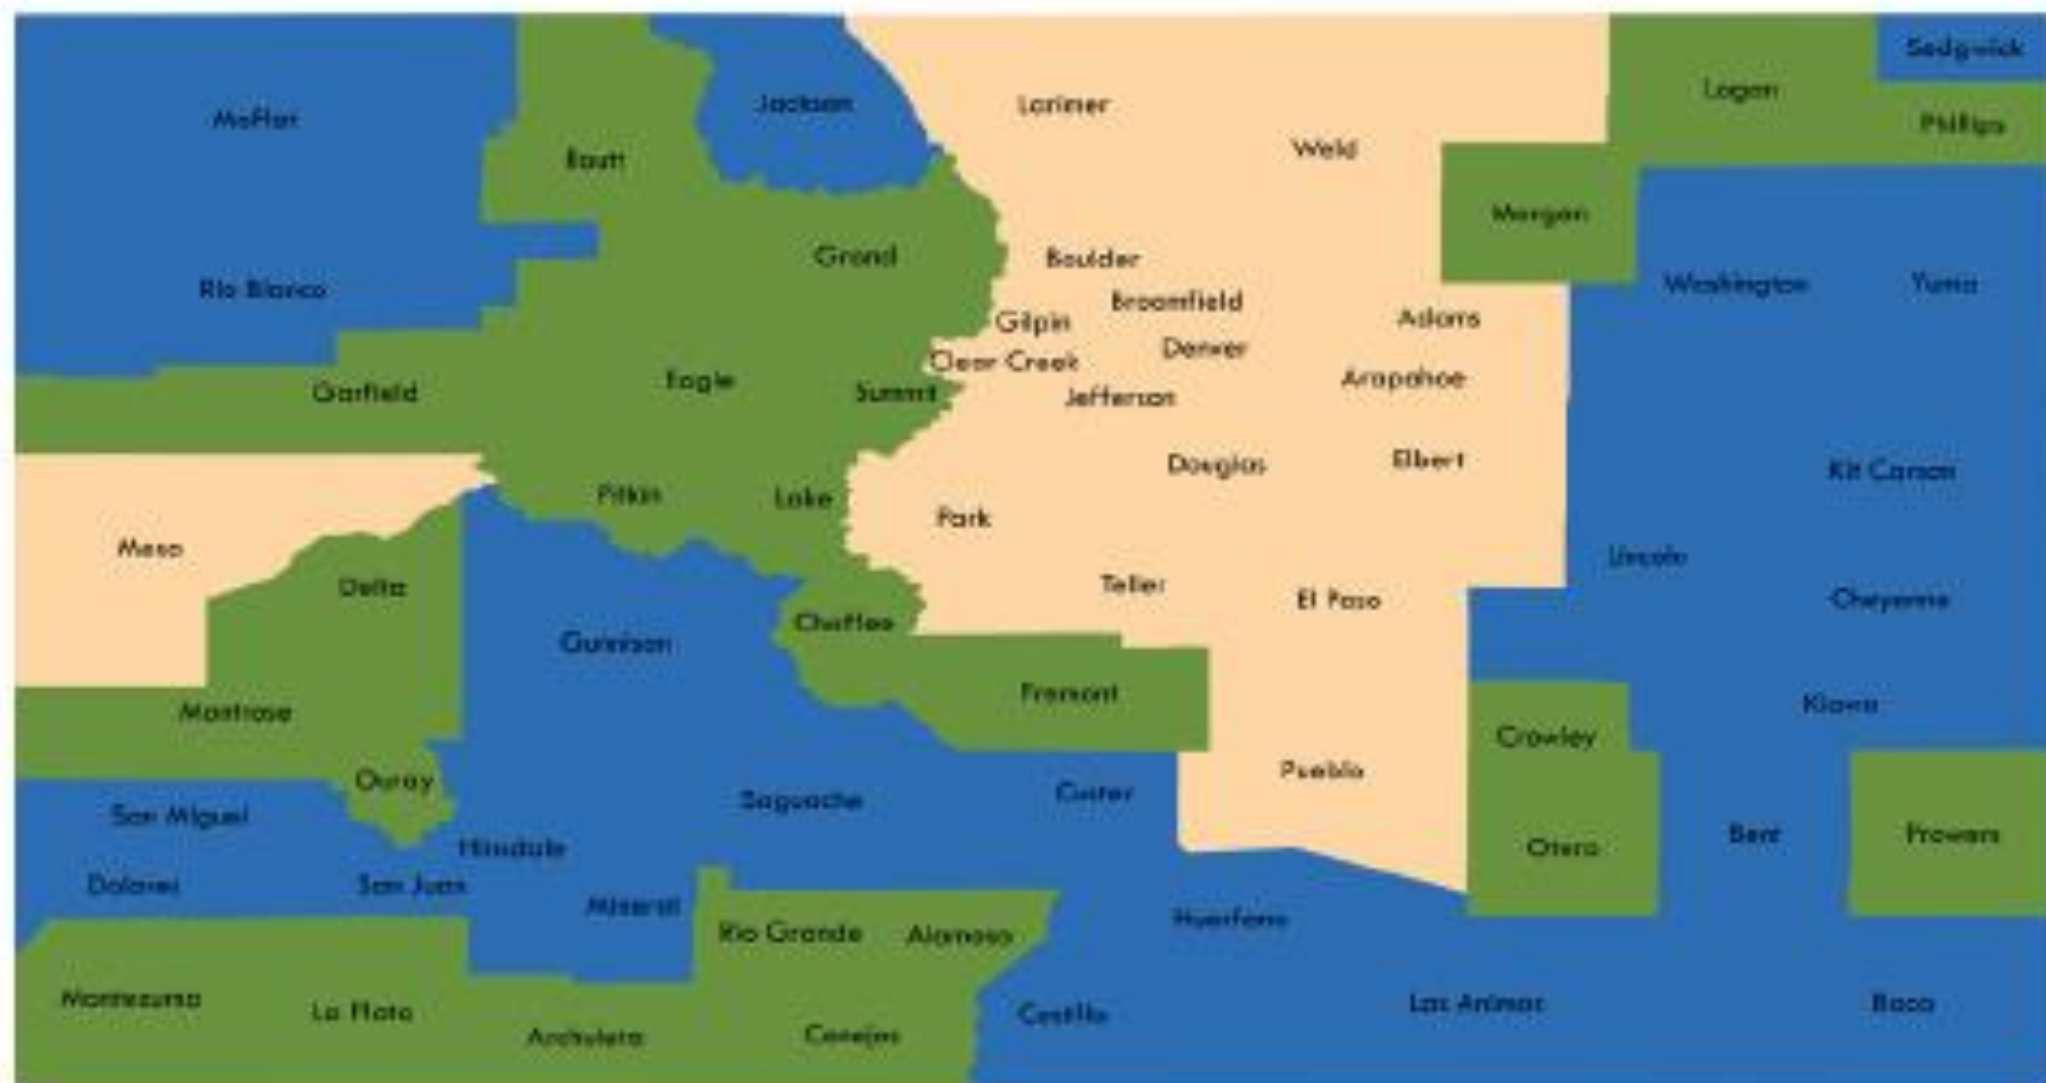 Sedgwick
Logan
Moffat
Jackson
Larimer
Phillips
Weld
Routt
Morgan
Grand
Boulder
Washington
Yuma
Rio Blanco
Broomfield
Gilpin
Adams
Denver
Clear Creek
Eagle
Arapahoe
Garfield
Summit
Jefferson
Douglas
Elbert
Kit Carson
Pitkin
Lake
Park
Mesa
Lincoln
Delta
Teller
El Paso
Cheyenne
Chaffee
Gunnison
Fremont
Kiowa
Montrose
Crowley
Pueblo
Ouray
Custer
Saguache
San Miguel
Bent
Prowers
Hinsdale
Otero
Dolores
San Juan
Mineral
Huerfano
Rio Grande
Alamosa
Montezuma
La Plata
Las Animas
Baca
Costilla
Archuleta
Conejos